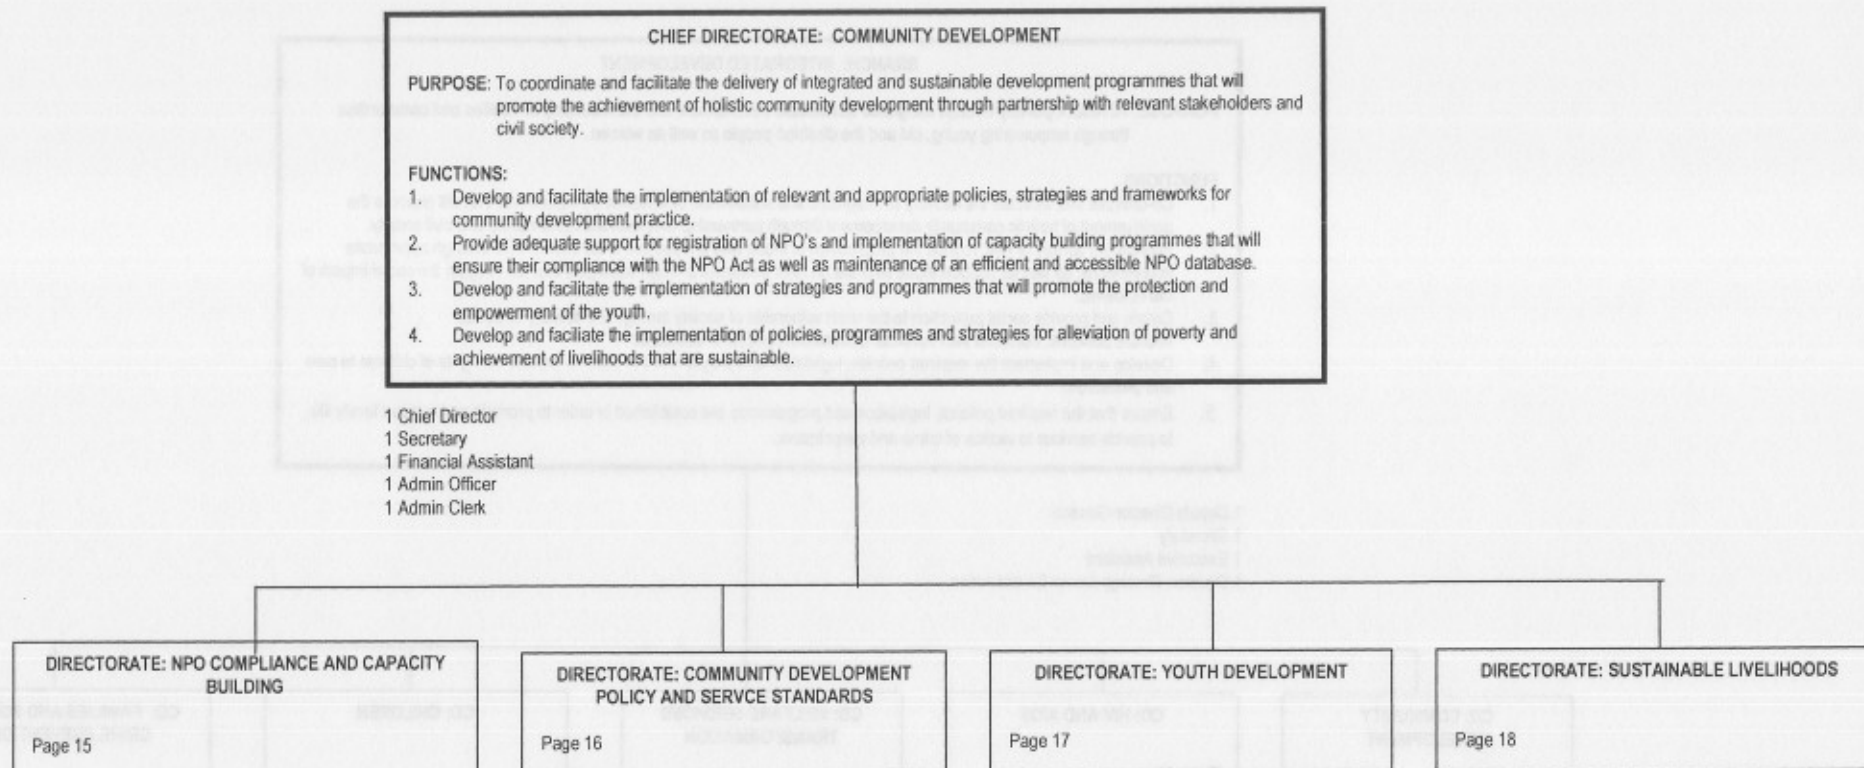 CHIEF DIRECTORATE: COMMUNITY DEVELOPMENT
PURPOSE: To coordinate and facilitate the delivery of integrated and sustainable development programmes that will
promote the achievement of holistic community development through partnership with relevant stakeholders and
civil society.
FUNCTIONS:
1. Develop and facilitate the implementation of relevant and appropriate policies, strategies and frameworks for
community development practice.
2. Provide adequate support for registration of NPO's and implementation of capacity building programmes that will
ensure their compliance with the NPO Act as well as maintenance of an efficient and accessible NPO database.
3. Develop and facilitate the implementation of strategies and programmes that will promote the protection and
empowerment of the youth.
4. Develop and faciliate the implementation of policies, programmes and strategies for alleviation of poverty and
achievement of livelihoods that are sustainable.
1 Chief Director
1 Secretary
1 Financial Assistant
1 Admin Officer
1 Admin Clerk
DIRECTORATE: NPO COMPLIANCE AND CAPACITY
BUILDING
Page 15
DIRECTORATE: COMMUNITY DEVELOPMENT
POLICY AND SERVCE STANDARDS
Page 16
DIRECTORATE: YOUTH DEVELOPMENT
Page 17
DIRECTORATE: SUSTAINABLE LIVELIHOODS
Page 18